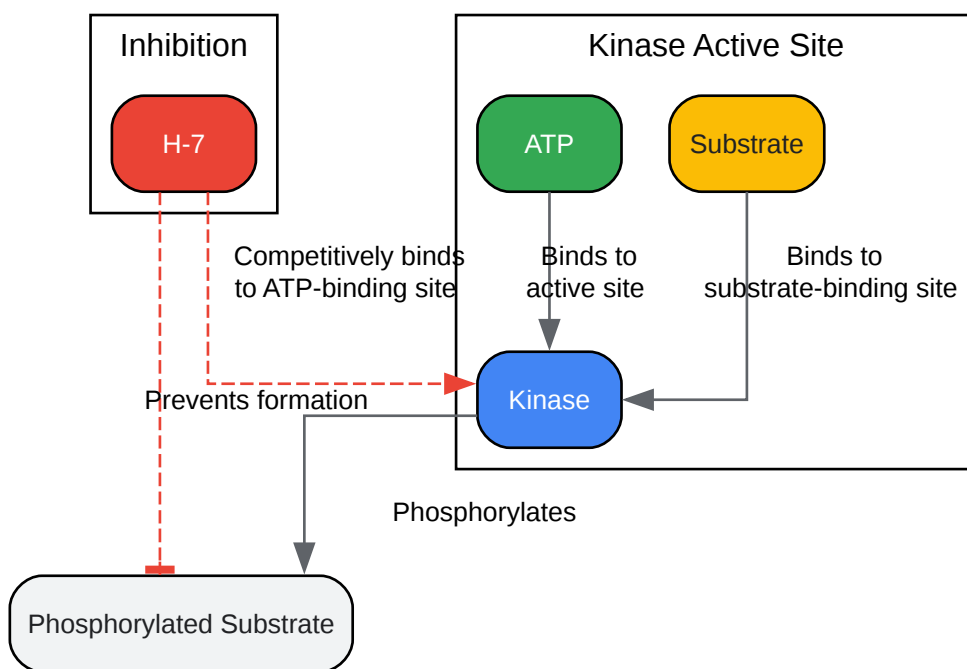 Inhibition
Kinase Active Site
H-7
ATP
Substrate
Competitively binds
to ATP-binding site
Binds to
active site
Binds to
substrate-binding site
Prevents formation
Kinase
Phosphorylates
Phosphorylated Substrate